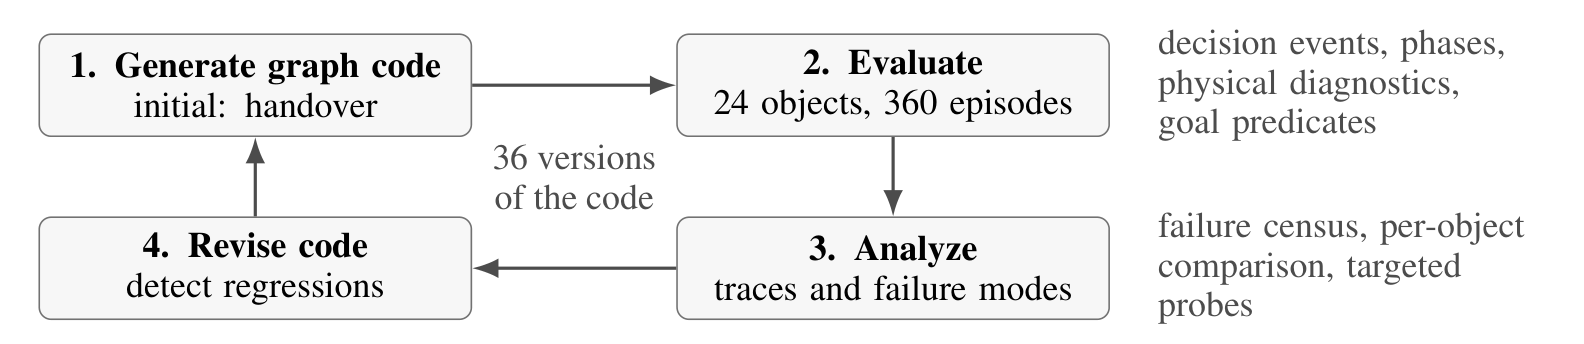 1. Generate graph code
initial: handover
2. Evaluate
24 objects, 360 episodes
decision events, phases,
physical diagnostics,
goal predicates
36 versions
of the code
4. Revise code
detect regressions
3. Analyze
traces and failure modes
failure census, per-object
comparison, targeted
probes